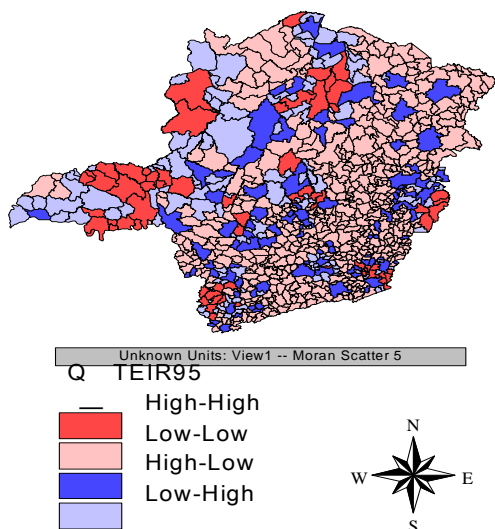 Unknown Units: View1 -- Moran Scatter 5
Q TEIR95
High-High
Low-Low
High-Low
Low-High
N
W E
S